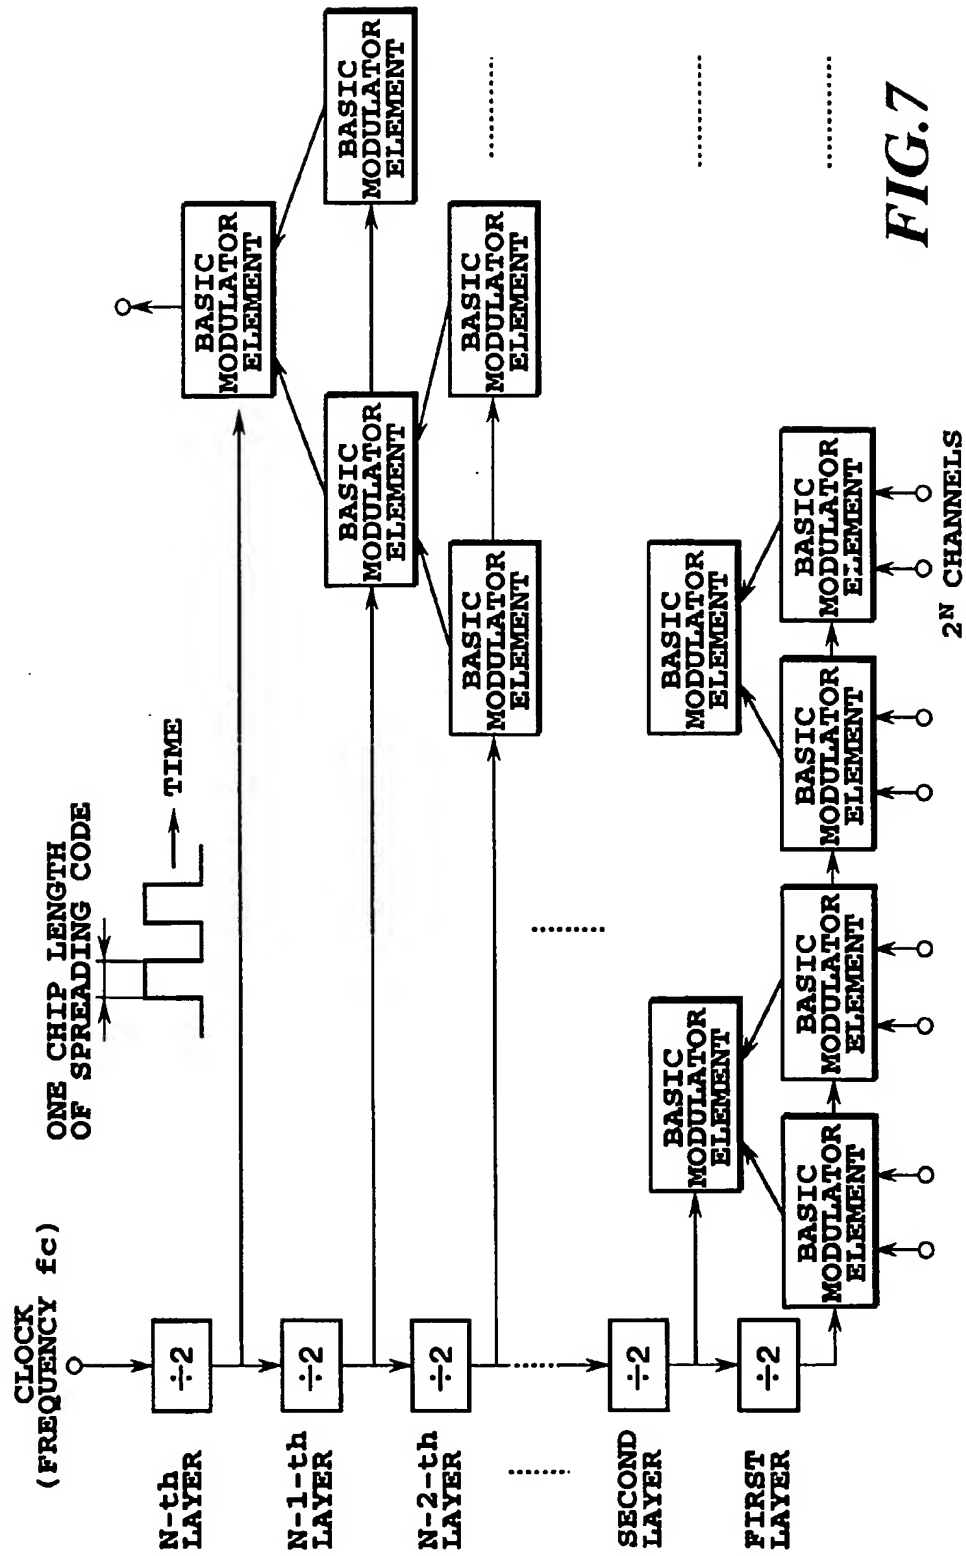 CLOCK
(FREQUENCY fc)
ONE CHIP LENGTH
OF SPREADING CODE
TIME
N-th
LAYER
÷2
BASIC
MODULATOR
ELEMENT
N-1-th
LAYER
÷2
BASIC
MODULATOR
ELEMENT
BASIC
MODULATOR
ELEMENT
N-2-th
LAYER
÷2
BASIC
MODULATOR
ELEMENT
BASIC
MODULATOR
ELEMENT
SECOND
LAYER
÷2
BASIC
MODULATOR
ELEMENT
BASIC
MODULATOR
ELEMENT
FIRST
LAYER
÷2
BASIC
MODULATOR
ELEMENT
BASIC
MODULATOR
ELEMENT
BASIC
MODULATOR
ELEMENT
BASIC
MODULATOR
ELEMENT
2ᴺ CHANNELS
FIG.7